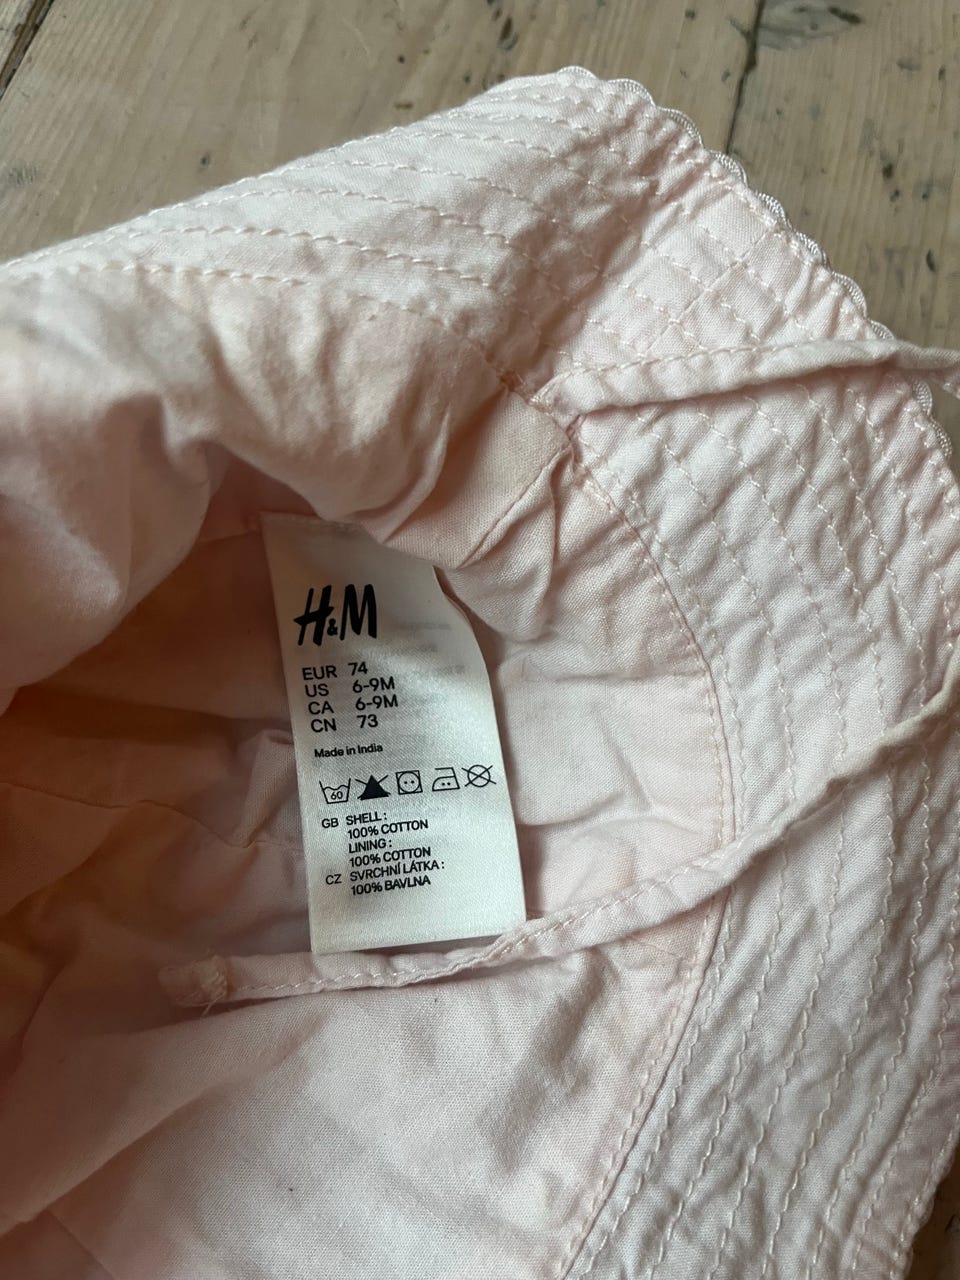 H&M
EUR 74
US 6-9M
CA 6-9M
CN 73
Made in India
60
GB SHELL:
100% COTTON
LINING:
100% COTTON
CZ SVRCHNÍ LÁTKA:
100% BAVLNA